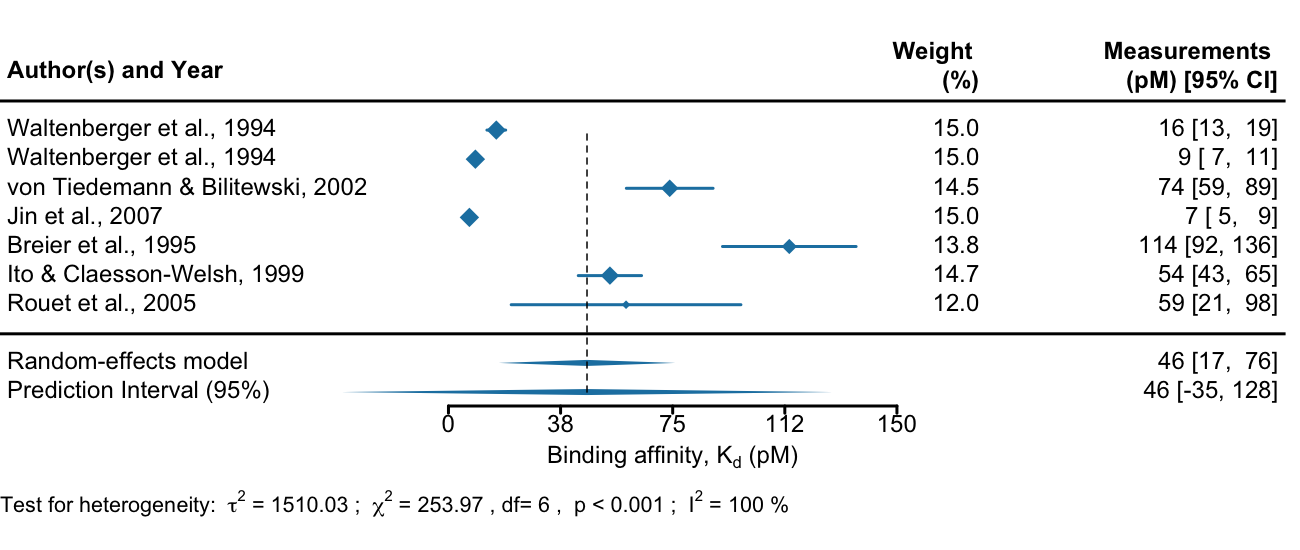 Author(s) and Year Weight (%) Measurements (pM) [95% CI]
Waltenberger et al., 1994 15.0 16 [13, 19]
Waltenberger et al., 1994 15.0 9 [ 7, 11]
von Tiedemann & Bilitewski, 2002 14.5 74 [59, 89]
Jin et al., 2007 15.0 7 [ 5, 9]
Breier et al., 1995 13.8 114 [92, 136]
Ito & Claesson-Welsh, 1999 14.7 54 [43, 65]
Rouet et al., 2005 12.0 59 [21, 98]
Random-effects model 46 [17, 76]
Prediction Interval (95%) 46 [-35, 128]
0 38 75 112 150
Binding affinity, Kd (pM)
Test for heterogeneity: τ² = 1510.03 ; χ² = 253.97 , df= 6 , p < 0.001 ; I² = 100 %